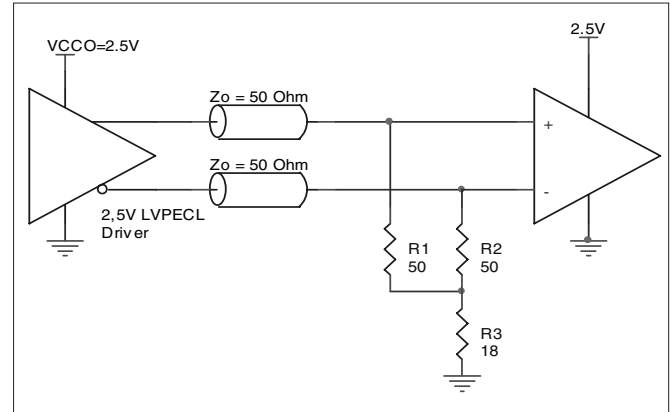 VCCO=2.5V
2.5V
Zo = 50 Ohm
+
Zo = 50 Ohm
-
2,5V LVPECL
Driver
R1
50
R2
50
R3
18